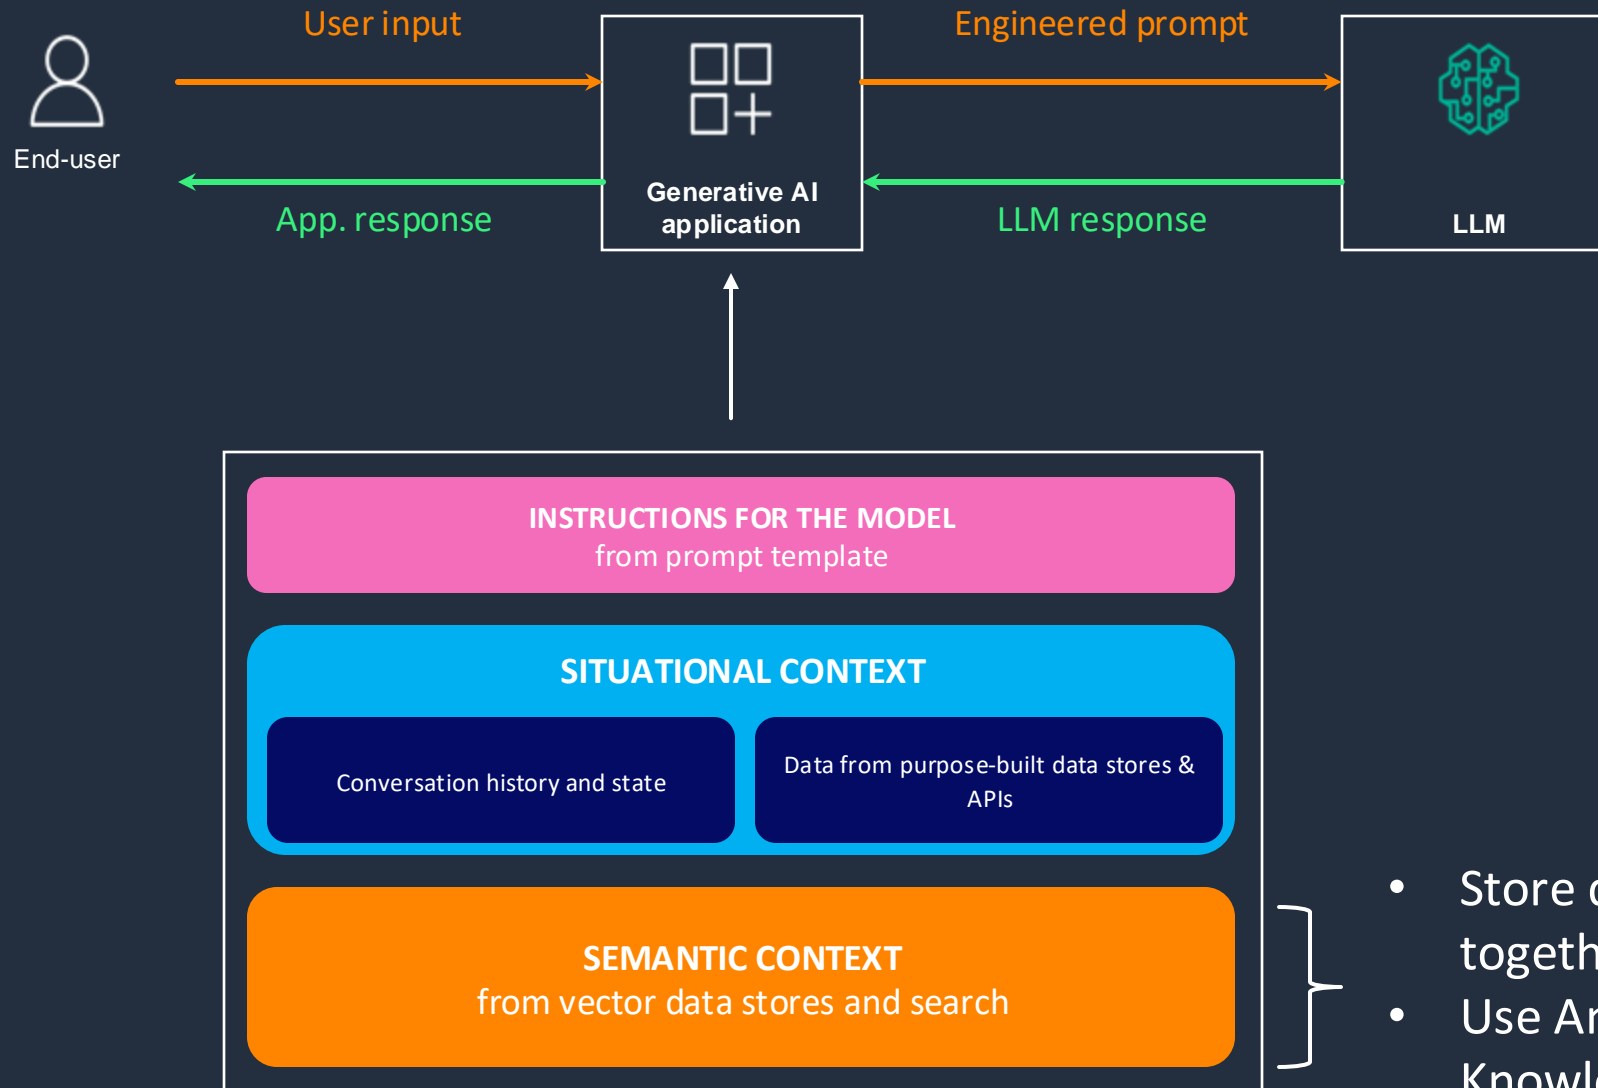 User input
Engineered prompt
End-user
Generative AI
application
App. response
LLM response
LLM
INSTRUCTIONS FOR THE MODEL
from prompt template
SITUATIONAL CONTEXT
Conversation history and state
Data from purpose-built data stores &
APIs
SEMANTIC CONTEXT
from vector data stores and search
• Store
• Use